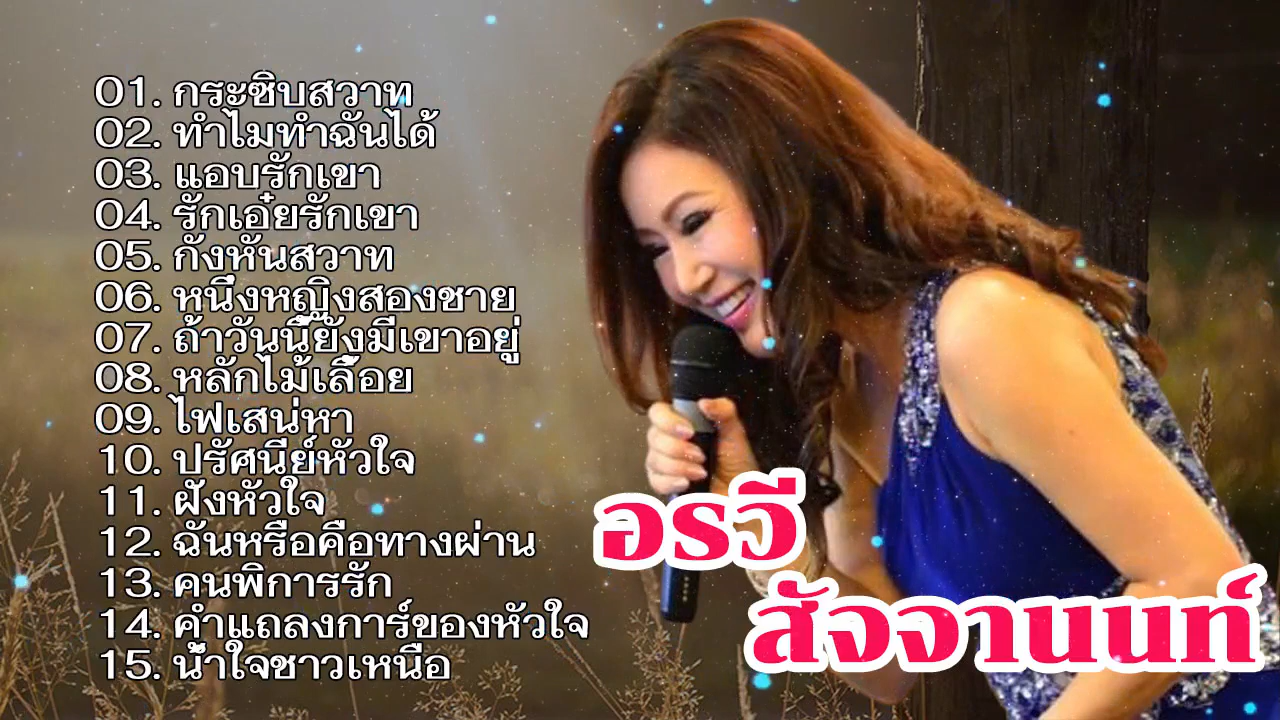 01. กระซิบสวาท
02. ทำไมทำฉันได้
03. แอบรักเขา
04. รักเอ๋ยรักเขา
05. กังหันสวาท
06. หนึ่งหญิงสองชาย
07. ถ้าวันนี้ยังมีเขาอยู่
08. หลักไม้เลื้อย
09. ไฟเสน่หา
10. ปรัศนีย์หัวใจ
11. ฝังหัวใจ
12. ฉันหรือคือทางผ่าน
13. คนพิการรัก
14. คำแถลงการ์ของหัวใจ
15. น้ำใจชาวเหนือ
อรวี
สัจจานนท์